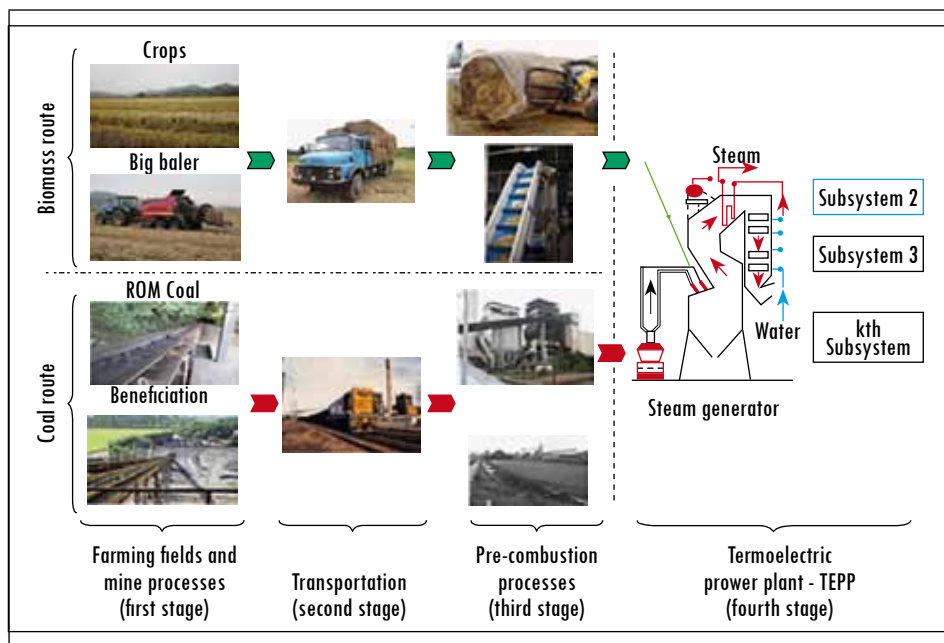 Biomass route
Crops
Big baler
Coal route
ROM Coal
Beneficiation
Steam
Water
Steam generator
Subsystem 2
Subsystem 3
kth
Subsystem
Farming fields and
mine processes
(first stage)
Transportation
(second stage)
Pre-combustion
processes
(third stage)
Termoelectric
prower plant - TEPP
(fourth stage)